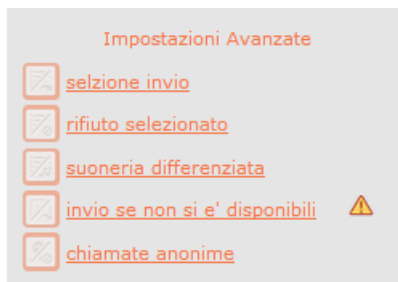 Impostazioni Avanzate
selzione invio
rifiuto selezionato
suoneria differenziata
invio se non si e' disponibili
chiamate anonime